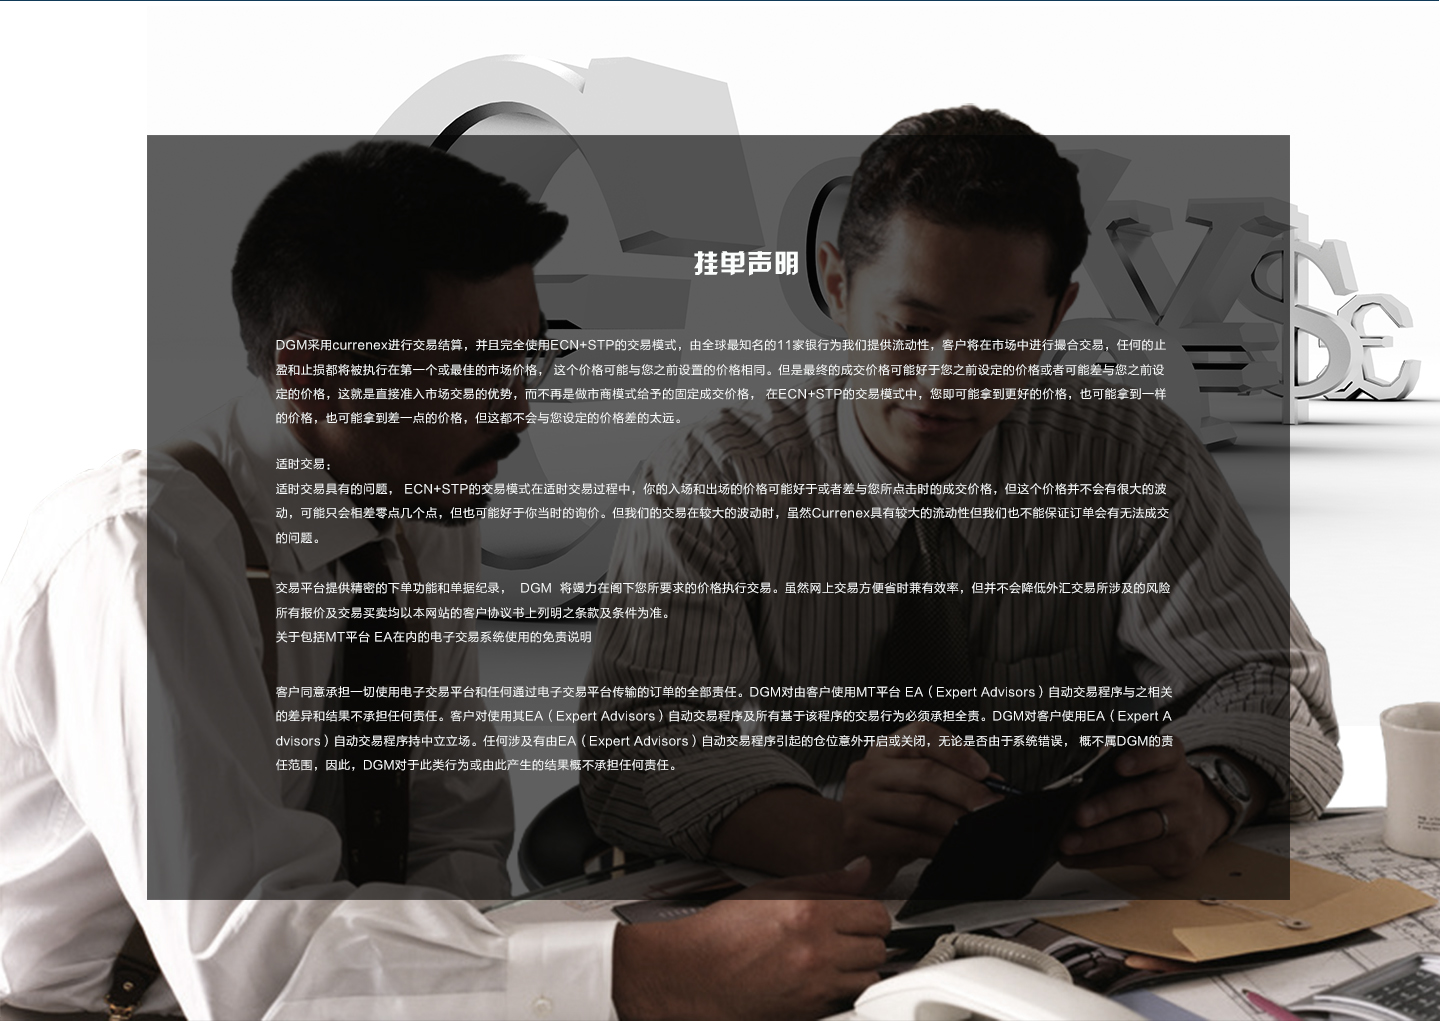 挂单声明
DGM采用currenex进行交易结算，并且完全使用ECN+STP的交易模式，由全球最知名的11家银行为我们提供流动性，客户将在市场中进行撮合交易，任何的止
盈和止损都将被执行在第一个或最佳的市场价格， 这个价格可能与您之前设置的价格相同。但是最终的成交价格可能好于您之前设定的价格或者可能差与您之前设
定的价格，这就是直接准入市场交易的优势，而不再是做市商模式给予的固定成交价格， 在ECN+STP的交易模式中，您即可能拿到更好的价格，也可能拿到一样
的价格，也可能拿到差一点的价格，但这都不会与您设定的价格差的太远。
适时交易；
适时交易具有的问题， ECN+STP的交易模式在适时交易过程中，你的入场和出场的价格可能好于或者差与您所点击时的成交价格，但这个价格并不会有很大的波
动，可能只会相差零点几个点，但也可能好于你当时的询价。但我们的交易在较大的波动时，虽然Currenex具有较大的流动性但我们也不能保证订单会有无法成交
的问题。
交易平台提供精密的下单功能和单据纪录， DGM 将竭力在阁下您所要求的价格执行交易。虽然网上交易方便省时兼有效率，但并不会降低外汇交易所涉及的风险
所有报价及交易买卖均以本网站的客户协议书上列明之条款及条件为准。
关于包括MT平台 EA在内的电子交易系统使用的免责说明
客户同意承担一切使用电子交易平台和任何通过电子交易平台传输的订单的全部责任。DGM对由客户使用MT平台 EA（Expert Advisors）自动交易程序与之相关
的差异和结果不承担任何责任。客户对使用其EA（Expert Advisors）自动交易程序及所有基于该程序的交易行为必须承担全责。DGM对客户使用EA（Expert A
dvisors）自动交易程序持中立立场。任何涉及有由EA（Expert Advisors）自动交易程序引起的仓位意外开启或关闭，无论是否由于系统错误， 概不属DGM的责
任范围，因此，DGM对于此类行为或由此产生的结果概不承担任何责任。